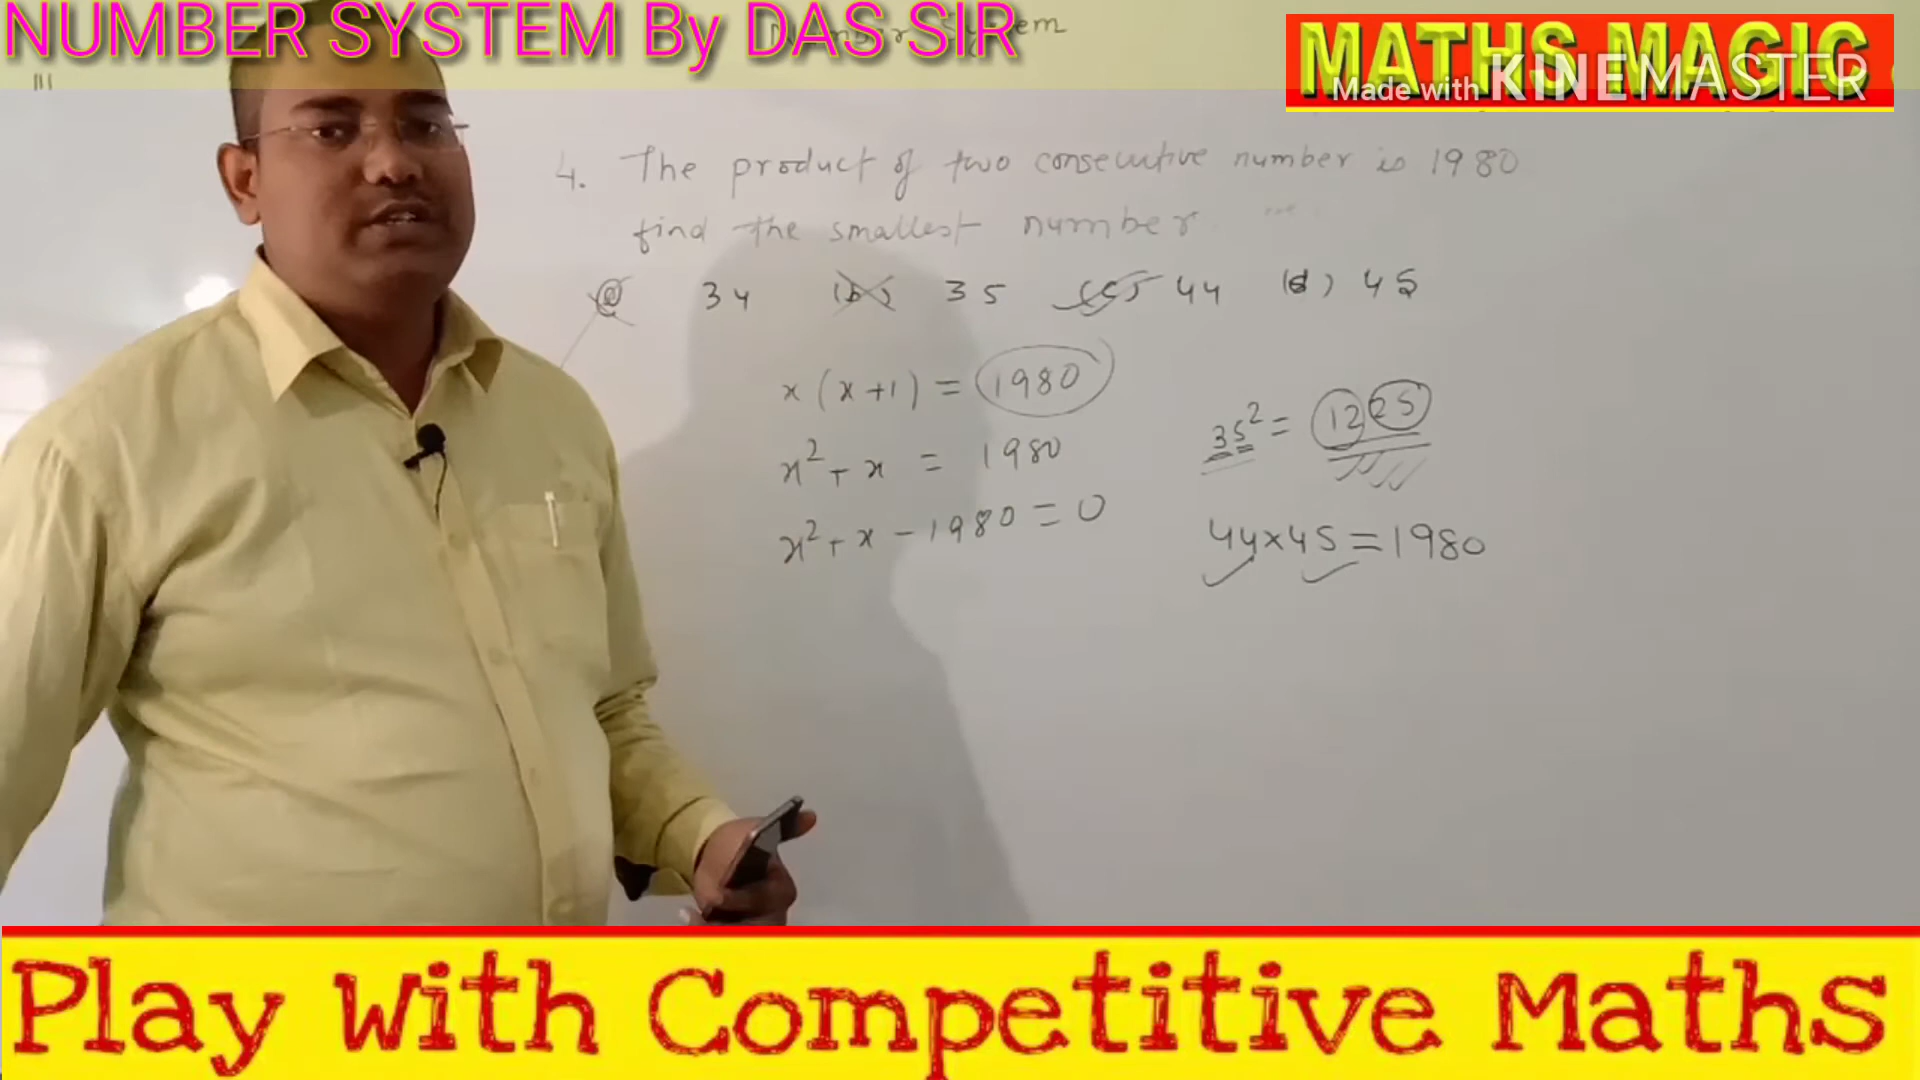 NUMBER SYSTEM By DAS SIR
MATHS MAGIC
Made with KINEMASTER
4. The product of two consecutive number is 1980
find the smallest number
(a) 34 (b) 35 (c) 44 (d) 45
x (x+1) = 1980
x² + x = 1980
x² + x - 1980 = 0
35² = 1225
44x45 = 1980
Play With Competitive Maths